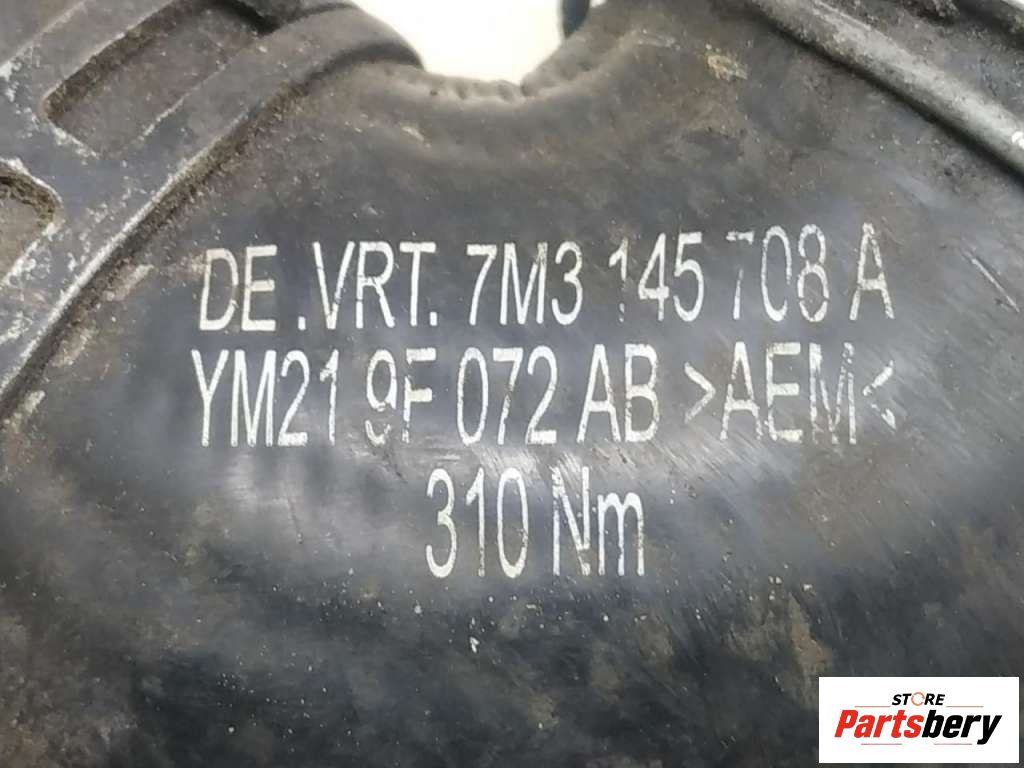 DE.VRT. 7M3 145 708 A
YM21 9F 072 AB >AEM<
310 Nm
STORE
Partsbery